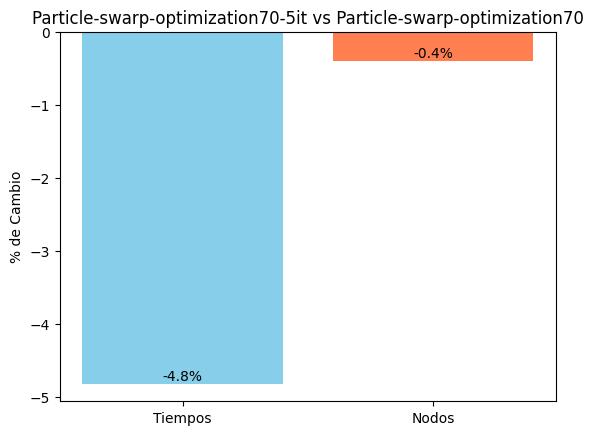 Particle-swarp-optimization70-5it vs Particle-swarp-optimization70
% de Cambio
0
−1
−2
−3
−4
−5
-4.8%
-0.4%
Tiempos
Nodos